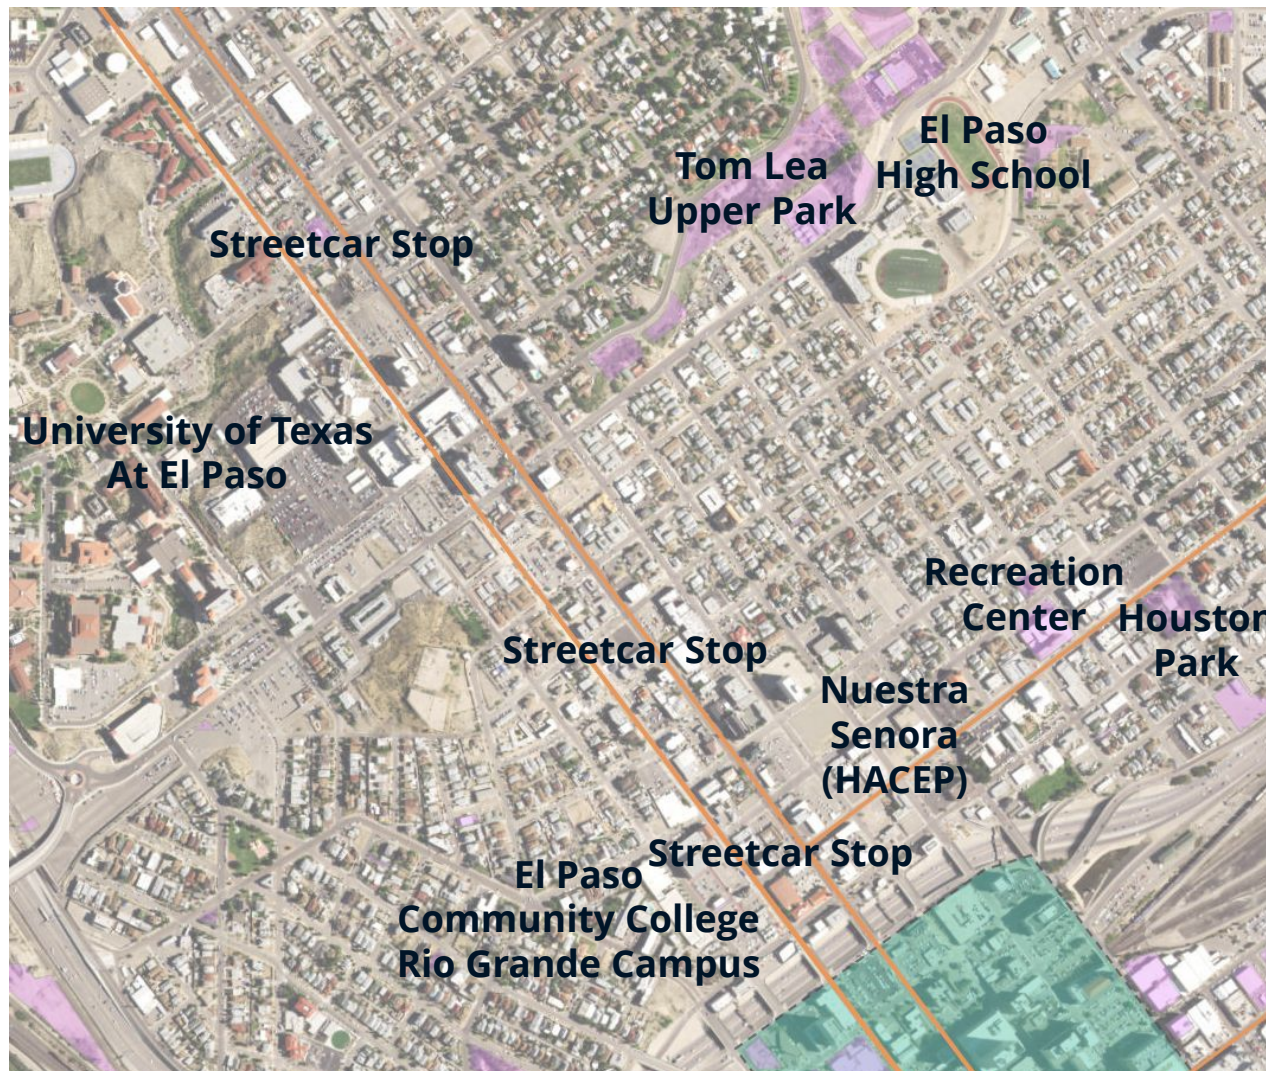 El Paso
High School
Tom Lea
Upper Park
Streetcar Stop
University of Texas
At El Paso
Recreation
Center
Houston
Park
Streetcar Stop
Nuestra
Senora
(HACEP)
Streetcar Stop
El Paso
Community College
Rio Grande Campus